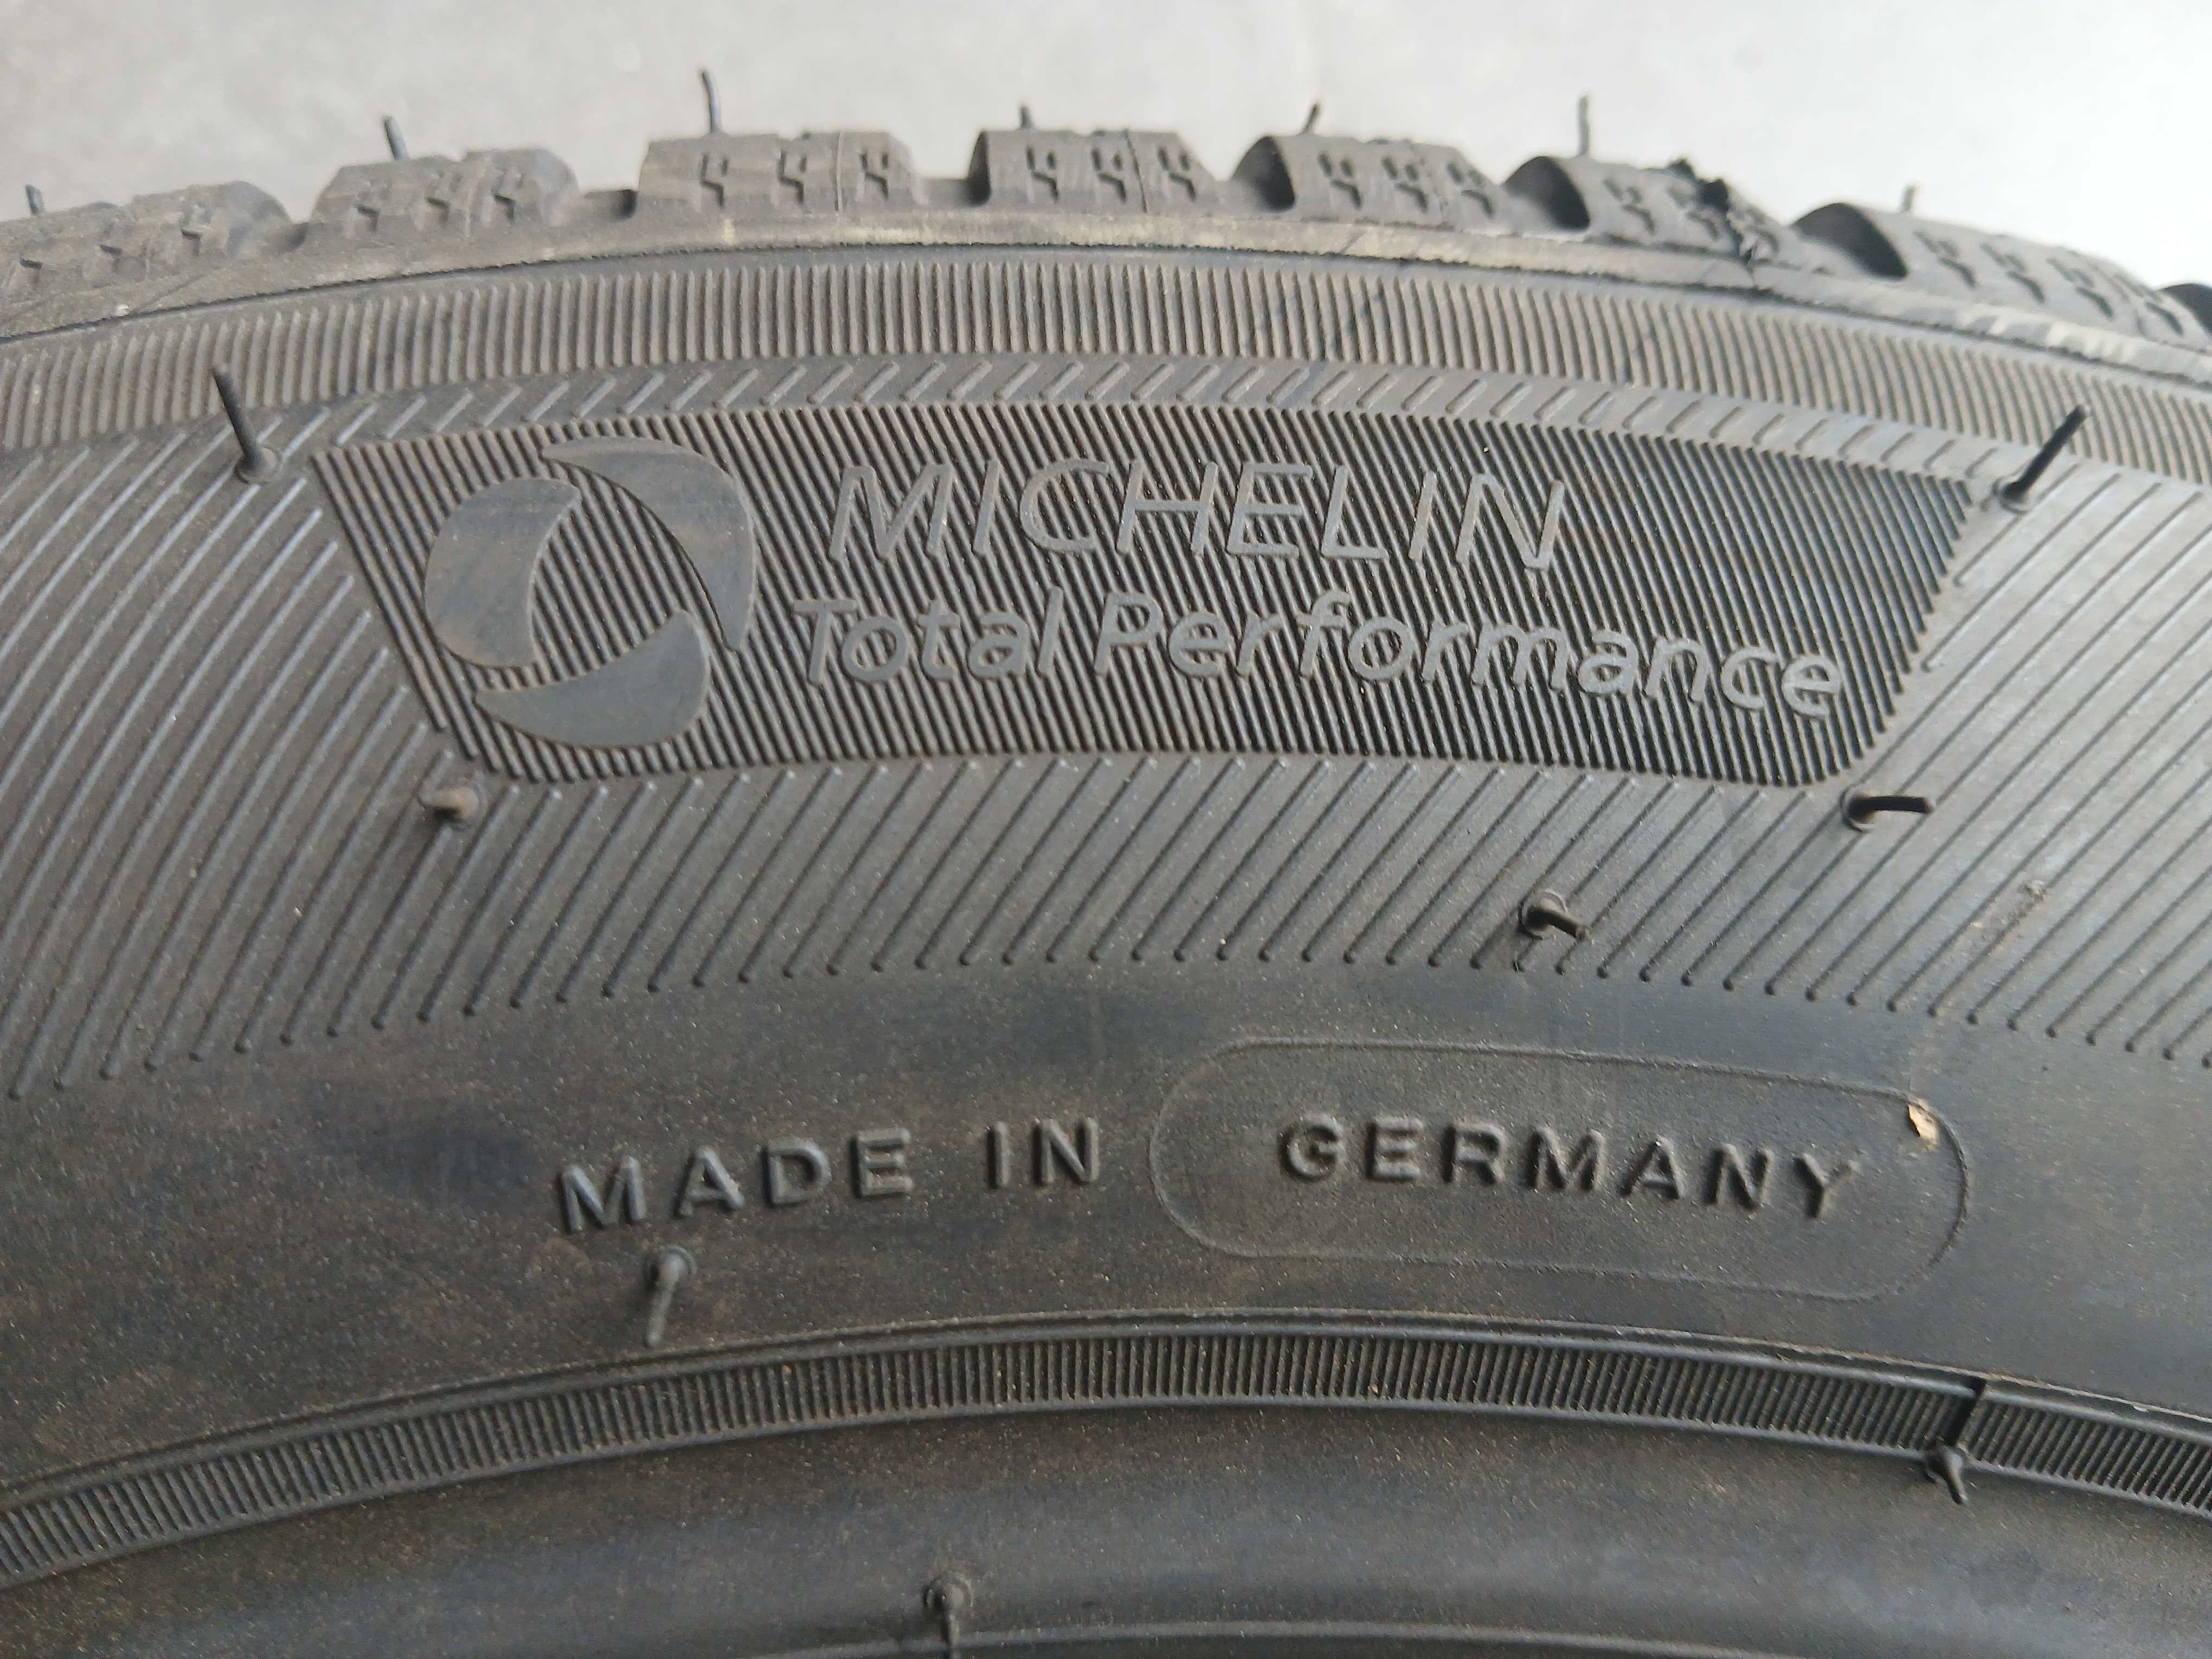 MICHELIN
Total Performance
MADE IN GERMANY